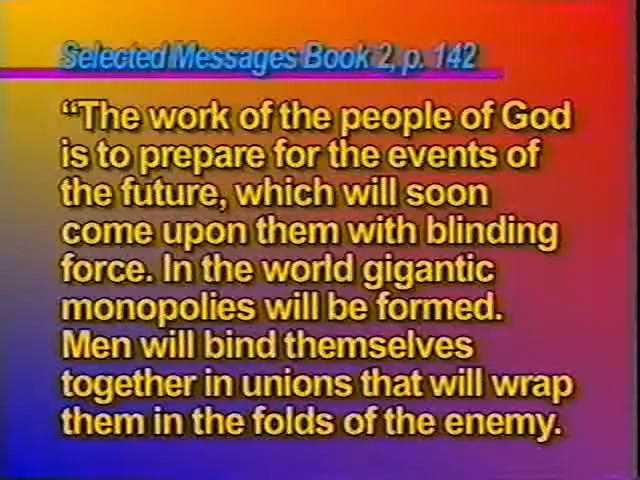 Selected Messages Book 2, p. 142
“The work of the people of God
is to prepare for the events of
the future, which will soon
come upon them with blinding
force. In the world gigantic
monopolies will be formed.
Men will bind themselves
together in unions that will wrap
them in the folds of the enemy.